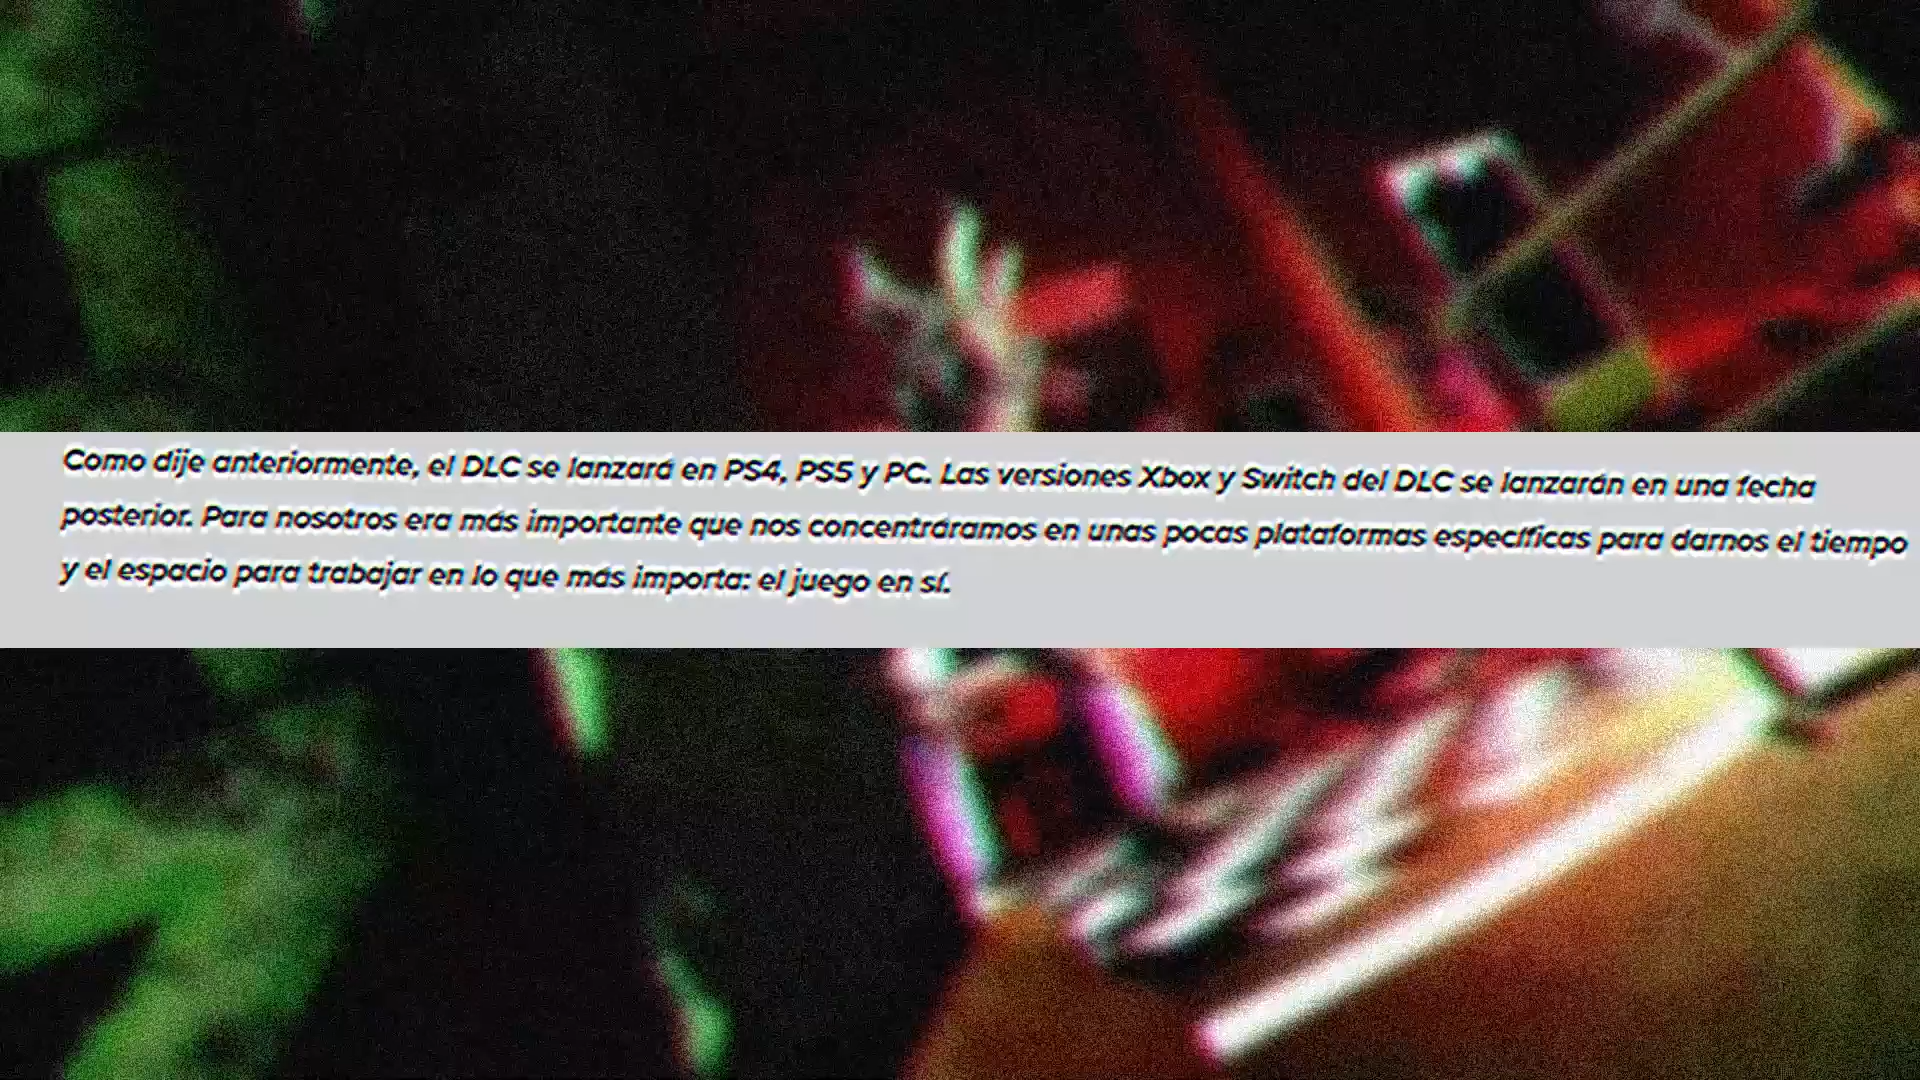 Como dije anteriormente, el DLC se lanzará en PS4, PS5 y PC. Las versiones Xbox y Switch del DLC se lanzarán en una fecha
posterior. Para nosotros era más importante que nos concentráramos en unas pocas plataformas específicas para darnos el tiempo
y el espacio para trabajar en lo que más importa: el juego en sí.